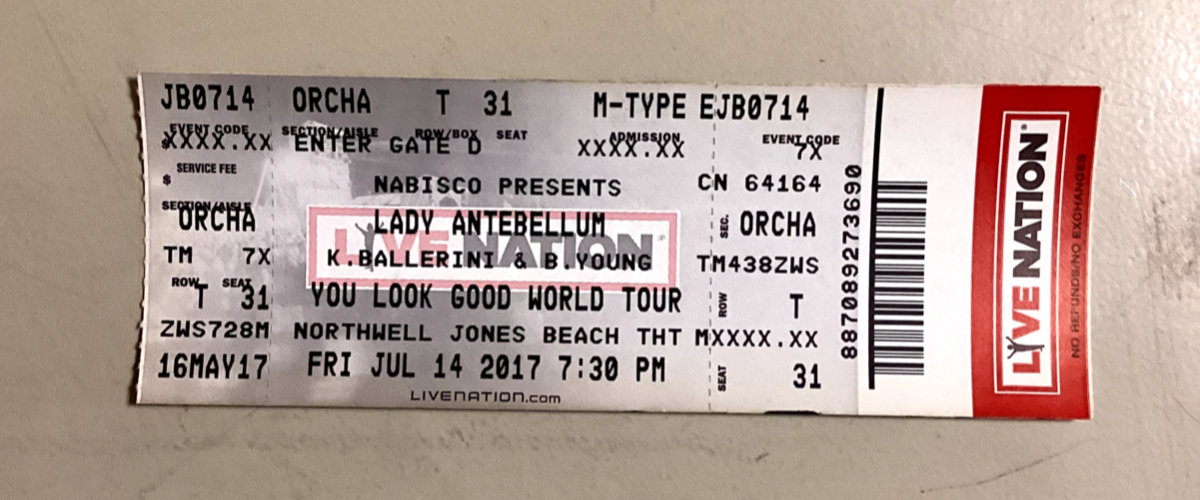 JB0714 ORCHA T 31 M-TYPE EJB0714
EVENT CODE SECTION/AISLE ROW/BOX SEAT ADMISSION EVENT CODE
$XXXX.XX ENTER GATE D XXXX.XX 7X
SERVICE FEE
$
NABISCO PRESENTS CN 64164
SECTION/AISLE
ORCHA LADY ANTEBELLUM SEC. ORCHA
LIVE NATION
TM 7X K.BALLERINI & B.YOUNG TM438ZWS
ROW SEAT
T 31 YOU LOOK GOOD WORLD TOUR ROW T
ZWS728M NORTHWELL JONES BEACH THT MXXXX.XX
16MAY17 FRI JUL 14 2017 7:30 PM SEAT 31
LIVENATION.com
887089273690
LIVE NATION
NO REFUNDS/NO EXCHANGES